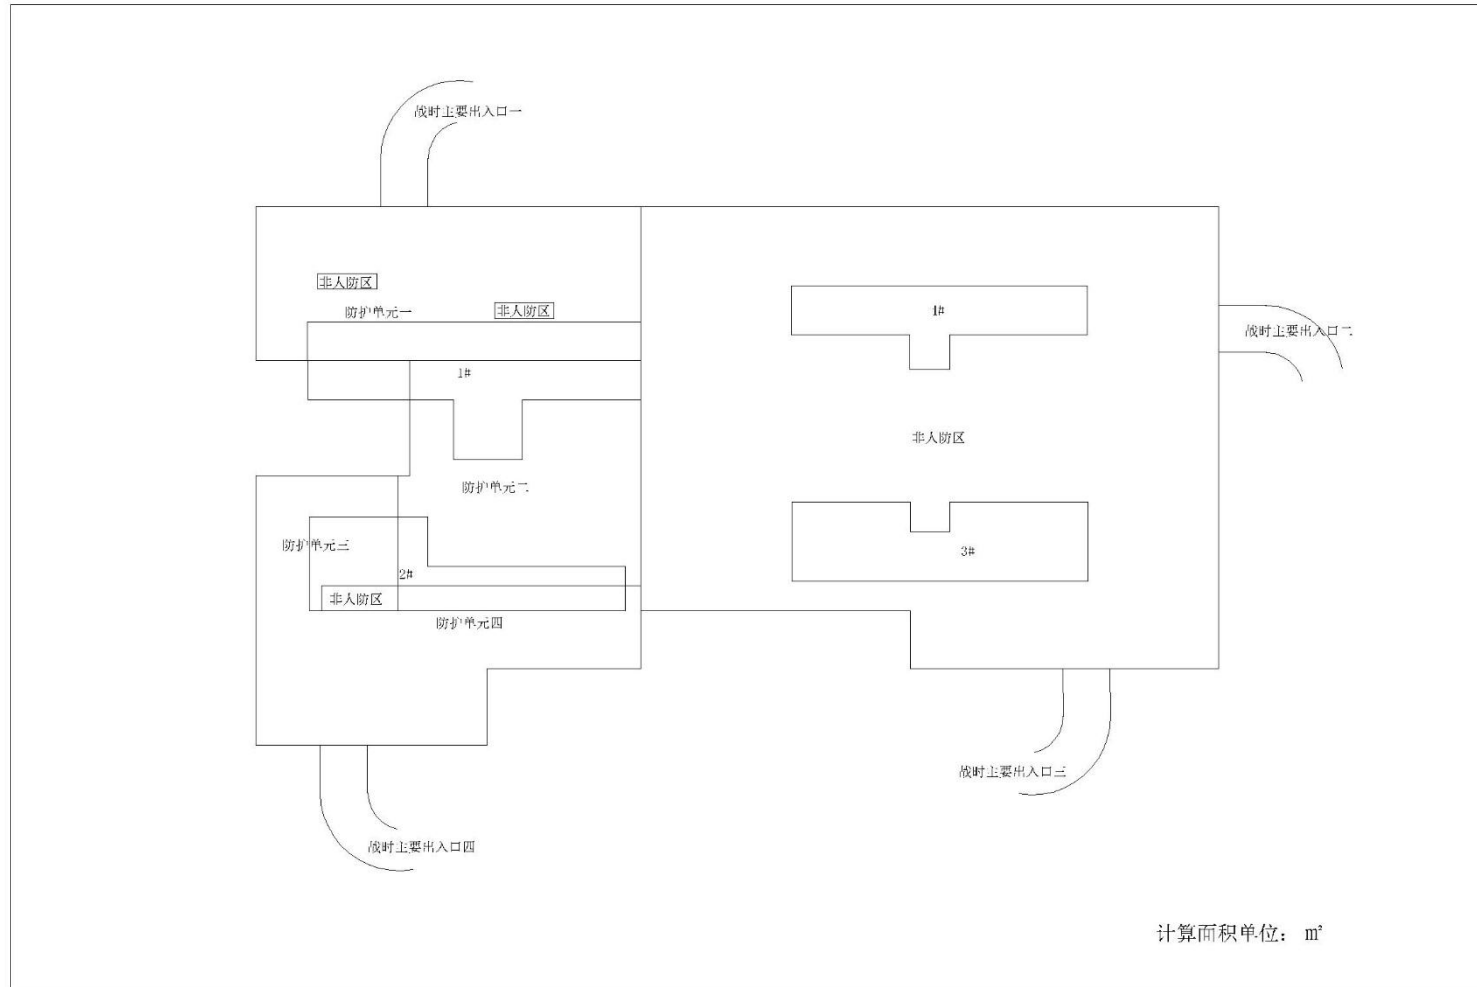 战时主要出入口一
非人防区
非人防区
防护单元一
1#
战时主要出入口二
1#
非人防区
防护单元二
防护单元三
3#
2#
非人防区
防护单元四
战时主要出入口三
战时主要出入口四
计算面积单位： ㎡